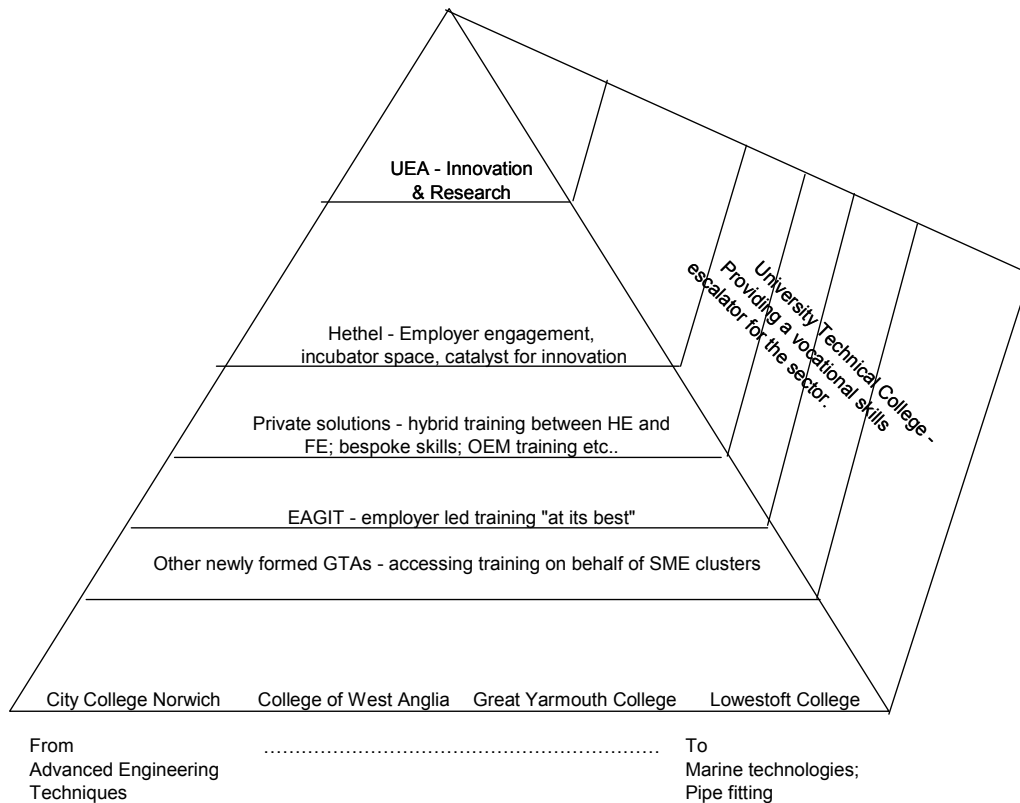 UEA - Innovation
& Research
Hethel - Employer engagement,
incubator space, catalyst for innovation
Private solutions - hybrid training between HE and
FE; bespoke skills; OEM training etc..
EAGIT - employer led training "at its best"
Other newly formed GTAs - accessing training on behalf of SME clusters
University Technical College -
Providing a vocational skills
escalator for the sector.
City College Norwich College of West Anglia Great Yarmouth College Lowestoft College
From .............................................................. To
Advanced Engineering Marine technologies;
Techniques Pipe fitting